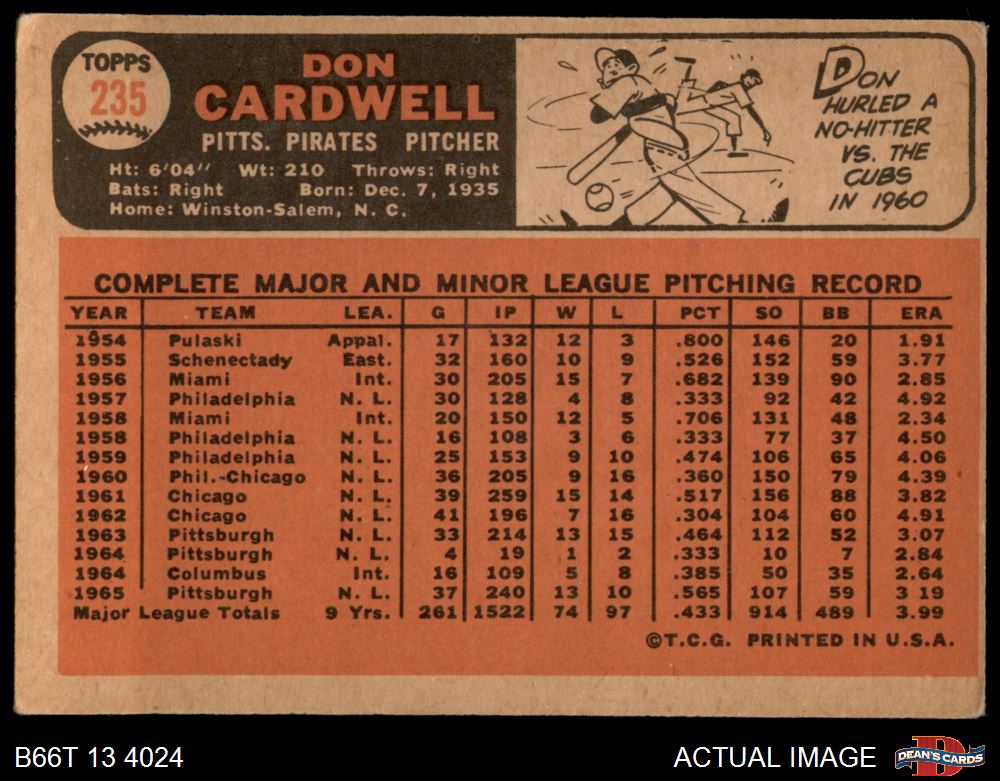 TOPPS
235
DON
CARDWELL
PITTS. PIRATES PITCHER
Ht: 6'04" Wt: 210 Throws: Right
Bats: Right Born: Dec. 7, 1935
Home: Winston-Salem, N. C.
DON
HURLED A
NO-HITTER
VS. THE
CUBS
IN 1960
COMPLETE MAJOR AND MINOR LEAGUE PITCHING RECORD
YEAR TEAM LEA. G IP W L PCT SO BB ERA
1954 Pulaski Appal. 17 132 12 3 .800 146 20 1.91
1955 Schenectady East. 32 160 10 9 .526 152 59 3.77
1956 Miami Int. 30 205 15 7 .682 139 90 2.85
1957 Philadelphia N. L. 30 128 4 8 .333 92 42 4.92
1958 Miami Int. 20 150 12 5 .706 131 48 2.34
1958 Philadelphia N. L. 16 108 3 6 .333 77 37 4.50
1959 Philadelphia N. L. 25 153 9 10 .474 106 65 4.06
1960 Phil.-Chicago N. L. 36 205 9 16 .360 150 79 4.39
1961 Chicago N. L. 39 259 15 14 .517 156 88 3.82
1962 Chicago N. L. 41 196 7 16 .304 104 60 4.91
1963 Pittsburgh N. L. 33 214 13 15 .464 112 52 3.07
1964 Pittsburgh N. L. 4 19 1 2 .333 10 7 2.84
1964 Columbus Int. 16 109 5 8 .385 50 35 2.64
1965 Pittsburgh N. L. 37 240 13 10 .565 107 59 3 19
Major League Totals 9 Yrs. 261 1522 74 97 .433 914 489 3.99
©T.C.G. PRINTED IN U.S.A.
B66T 13 4024
ACTUAL IMAGE
D
DEAN'S CARDS